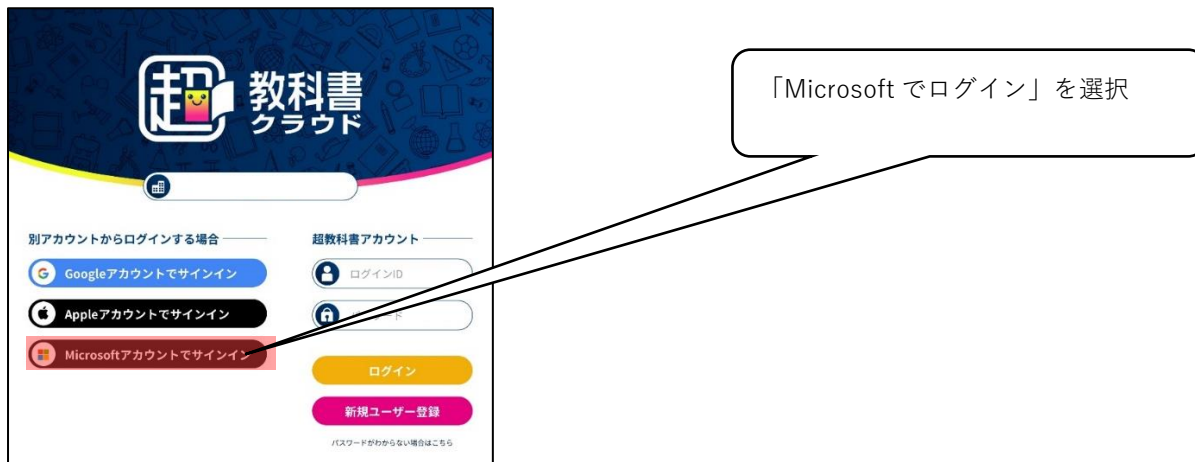 超 教科書
クラウド
「Microsoft でログイン」を選択
別アカウントからログインする場合
Googleアカウントでサインイン
Appleアカウントでサインイン
Microsoftアカウントでサインイン
超教科書アカウント
ログインID
ログイン
新規ユーザー登録
パスワードがわからない場合はこちら